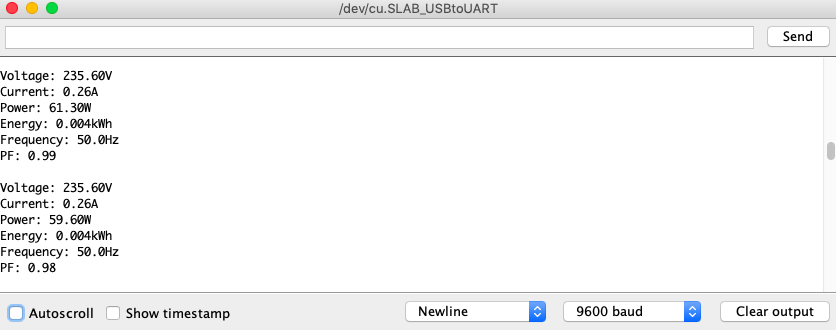 /dev/cu.SLAB_USBtoUART
Send
Voltage: 235.60V
Current: 0.26A
Power: 61.30W
Energy: 0.004kWh
Frequency: 50.0Hz
PF: 0.99
Voltage: 235.60V
Current: 0.26A
Power: 59.60W
Energy: 0.004kWh
Frequency: 50.0Hz
PF: 0.98
Autoscroll Show timestamp Newline 9600 baud Clear output